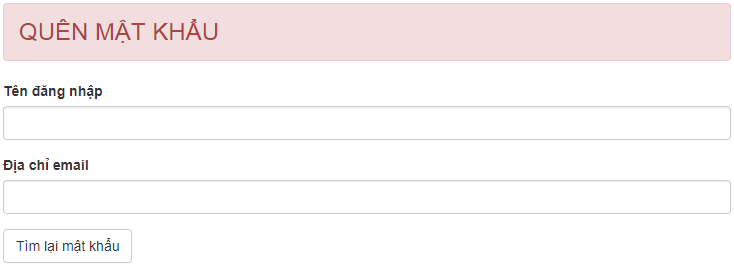 QUÊN MẬT KHẨU
Tên đăng nhập
Địa chỉ email
Tìm lại mật khẩu